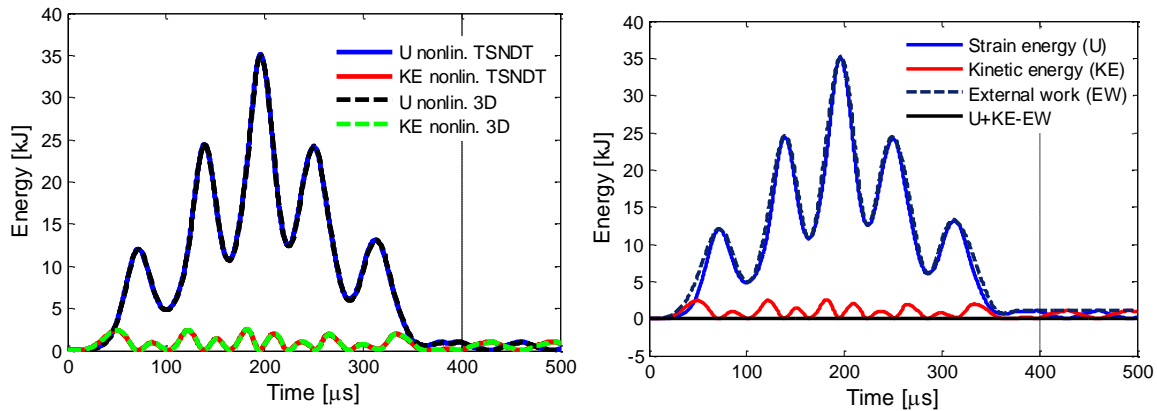 40
35
30
25
20
15
10
5
0
Energy [kJ]
U nonlin. TSNDT
KE nonlin. TSNDT
U nonlin. 3D
KE nonlin. 3D
0 100 200 300 400 500
Time [μs]
40
35
30
25
20
15
10
5
0
-5
Energy [kJ]
Strain energy (U)
Kinetic energy (KE)
External work (EW)
U+KE-EW
0 100 200 300 400 500
Time [μs]